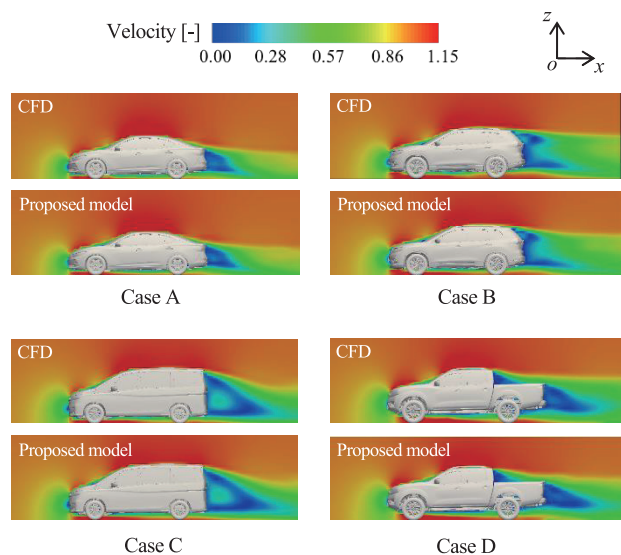 Velocity [-]
0.00 0.28 0.57 0.86 1.15
z
o x
CFD
Proposed model
Case A
CFD
Proposed model
Case B
CFD
Proposed model
Case C
CFD
Proposed model
Case D